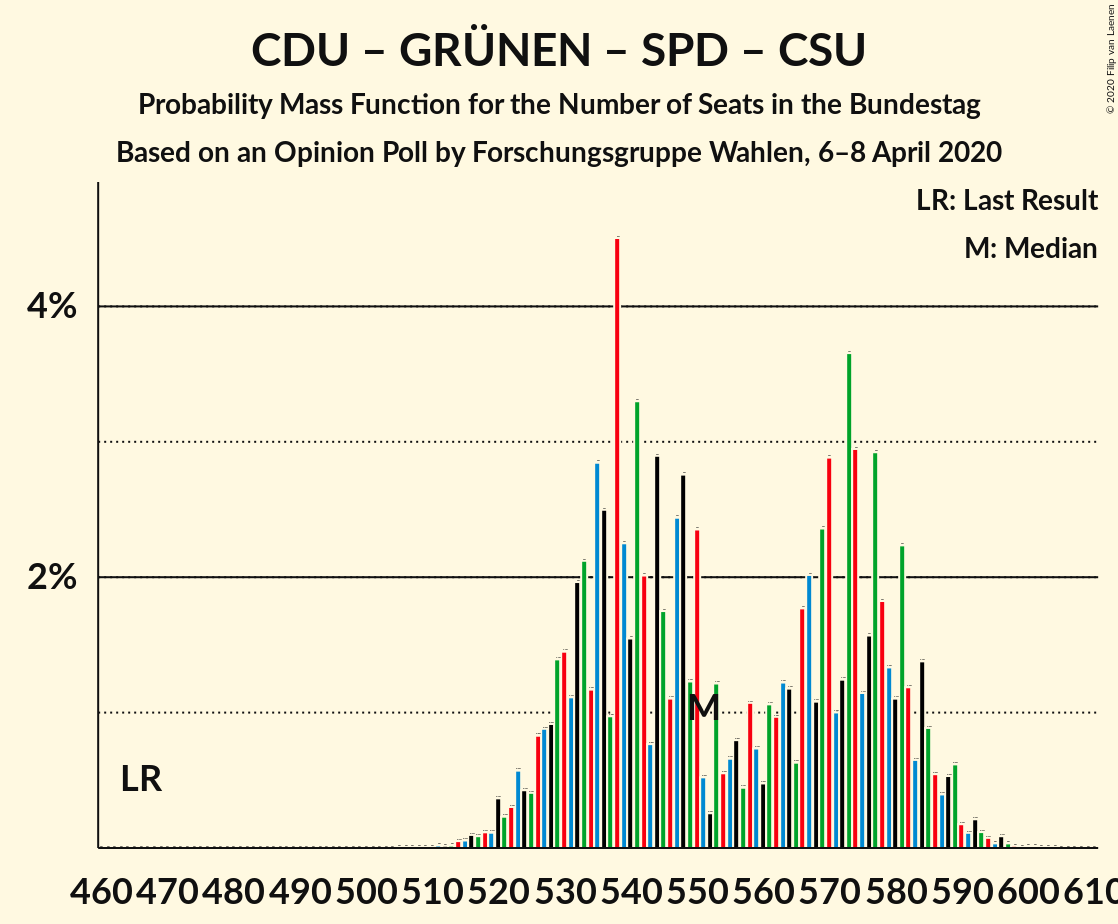 CDU – GRÜNEN – SPD – CSU
Probability Mass Function for the Number of Seats in the Bundestag
Based on an Opinion Poll by Forschungsgruppe Wahlen, 6–8 April 2020
© 2020 Filip van Laenen
LR: Last Result
M: Median
4%
2%
M
LR
460 470 480 490 500 510 520 530 540 550 560 570 580 590 600 610